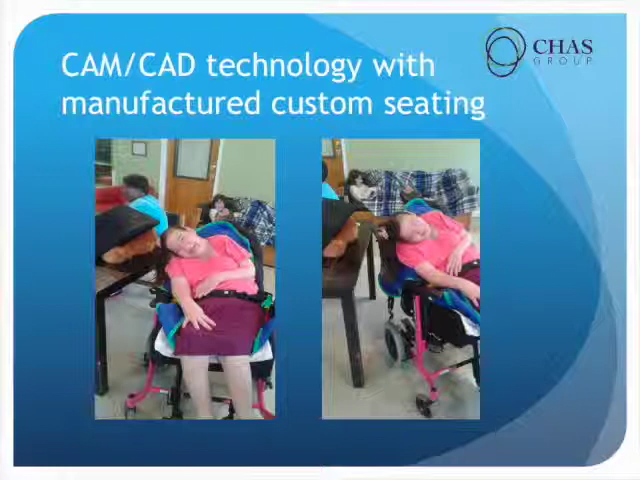 CAM/CAD technology with
manufactured custom seating
CHAS
GROUP